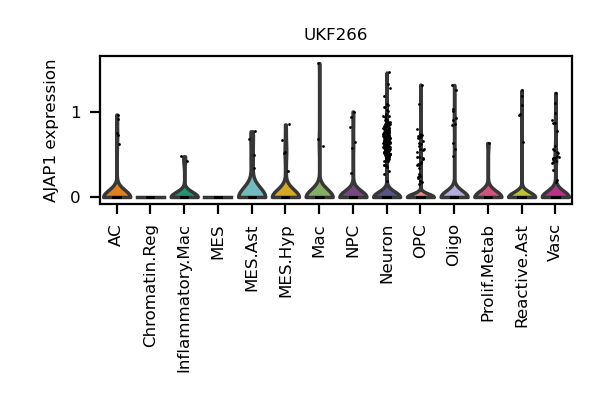 UKF266
AJAP1 expression
1
0
AC
Chromatin.Reg
Inflammatory.Mac
MES
MES.Ast
MES.Hyp
Mac
NPC
Neuron
OPC
Oligo
Prolif.Metab
Reactive.Ast
Vasc